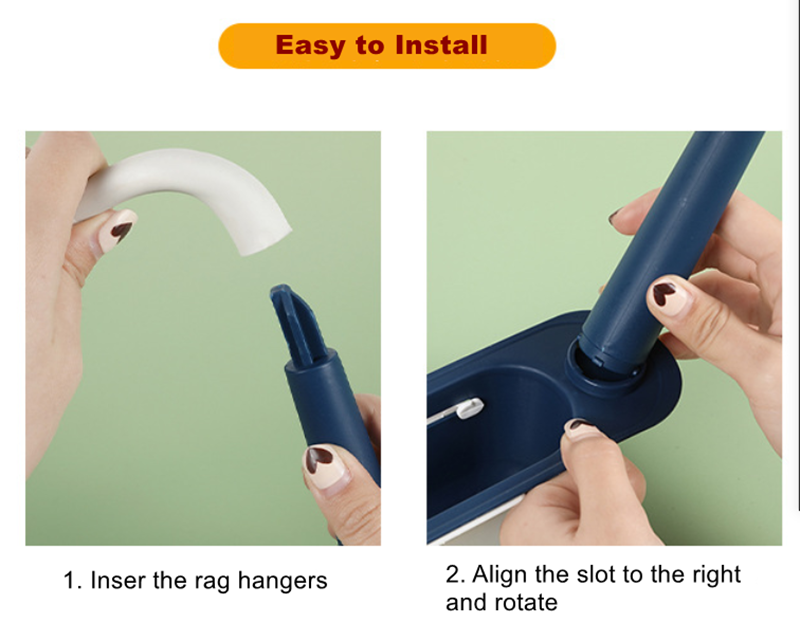 Easy to Install
1. Inser the rag hangers
2. Align the slot to the right
and rotate